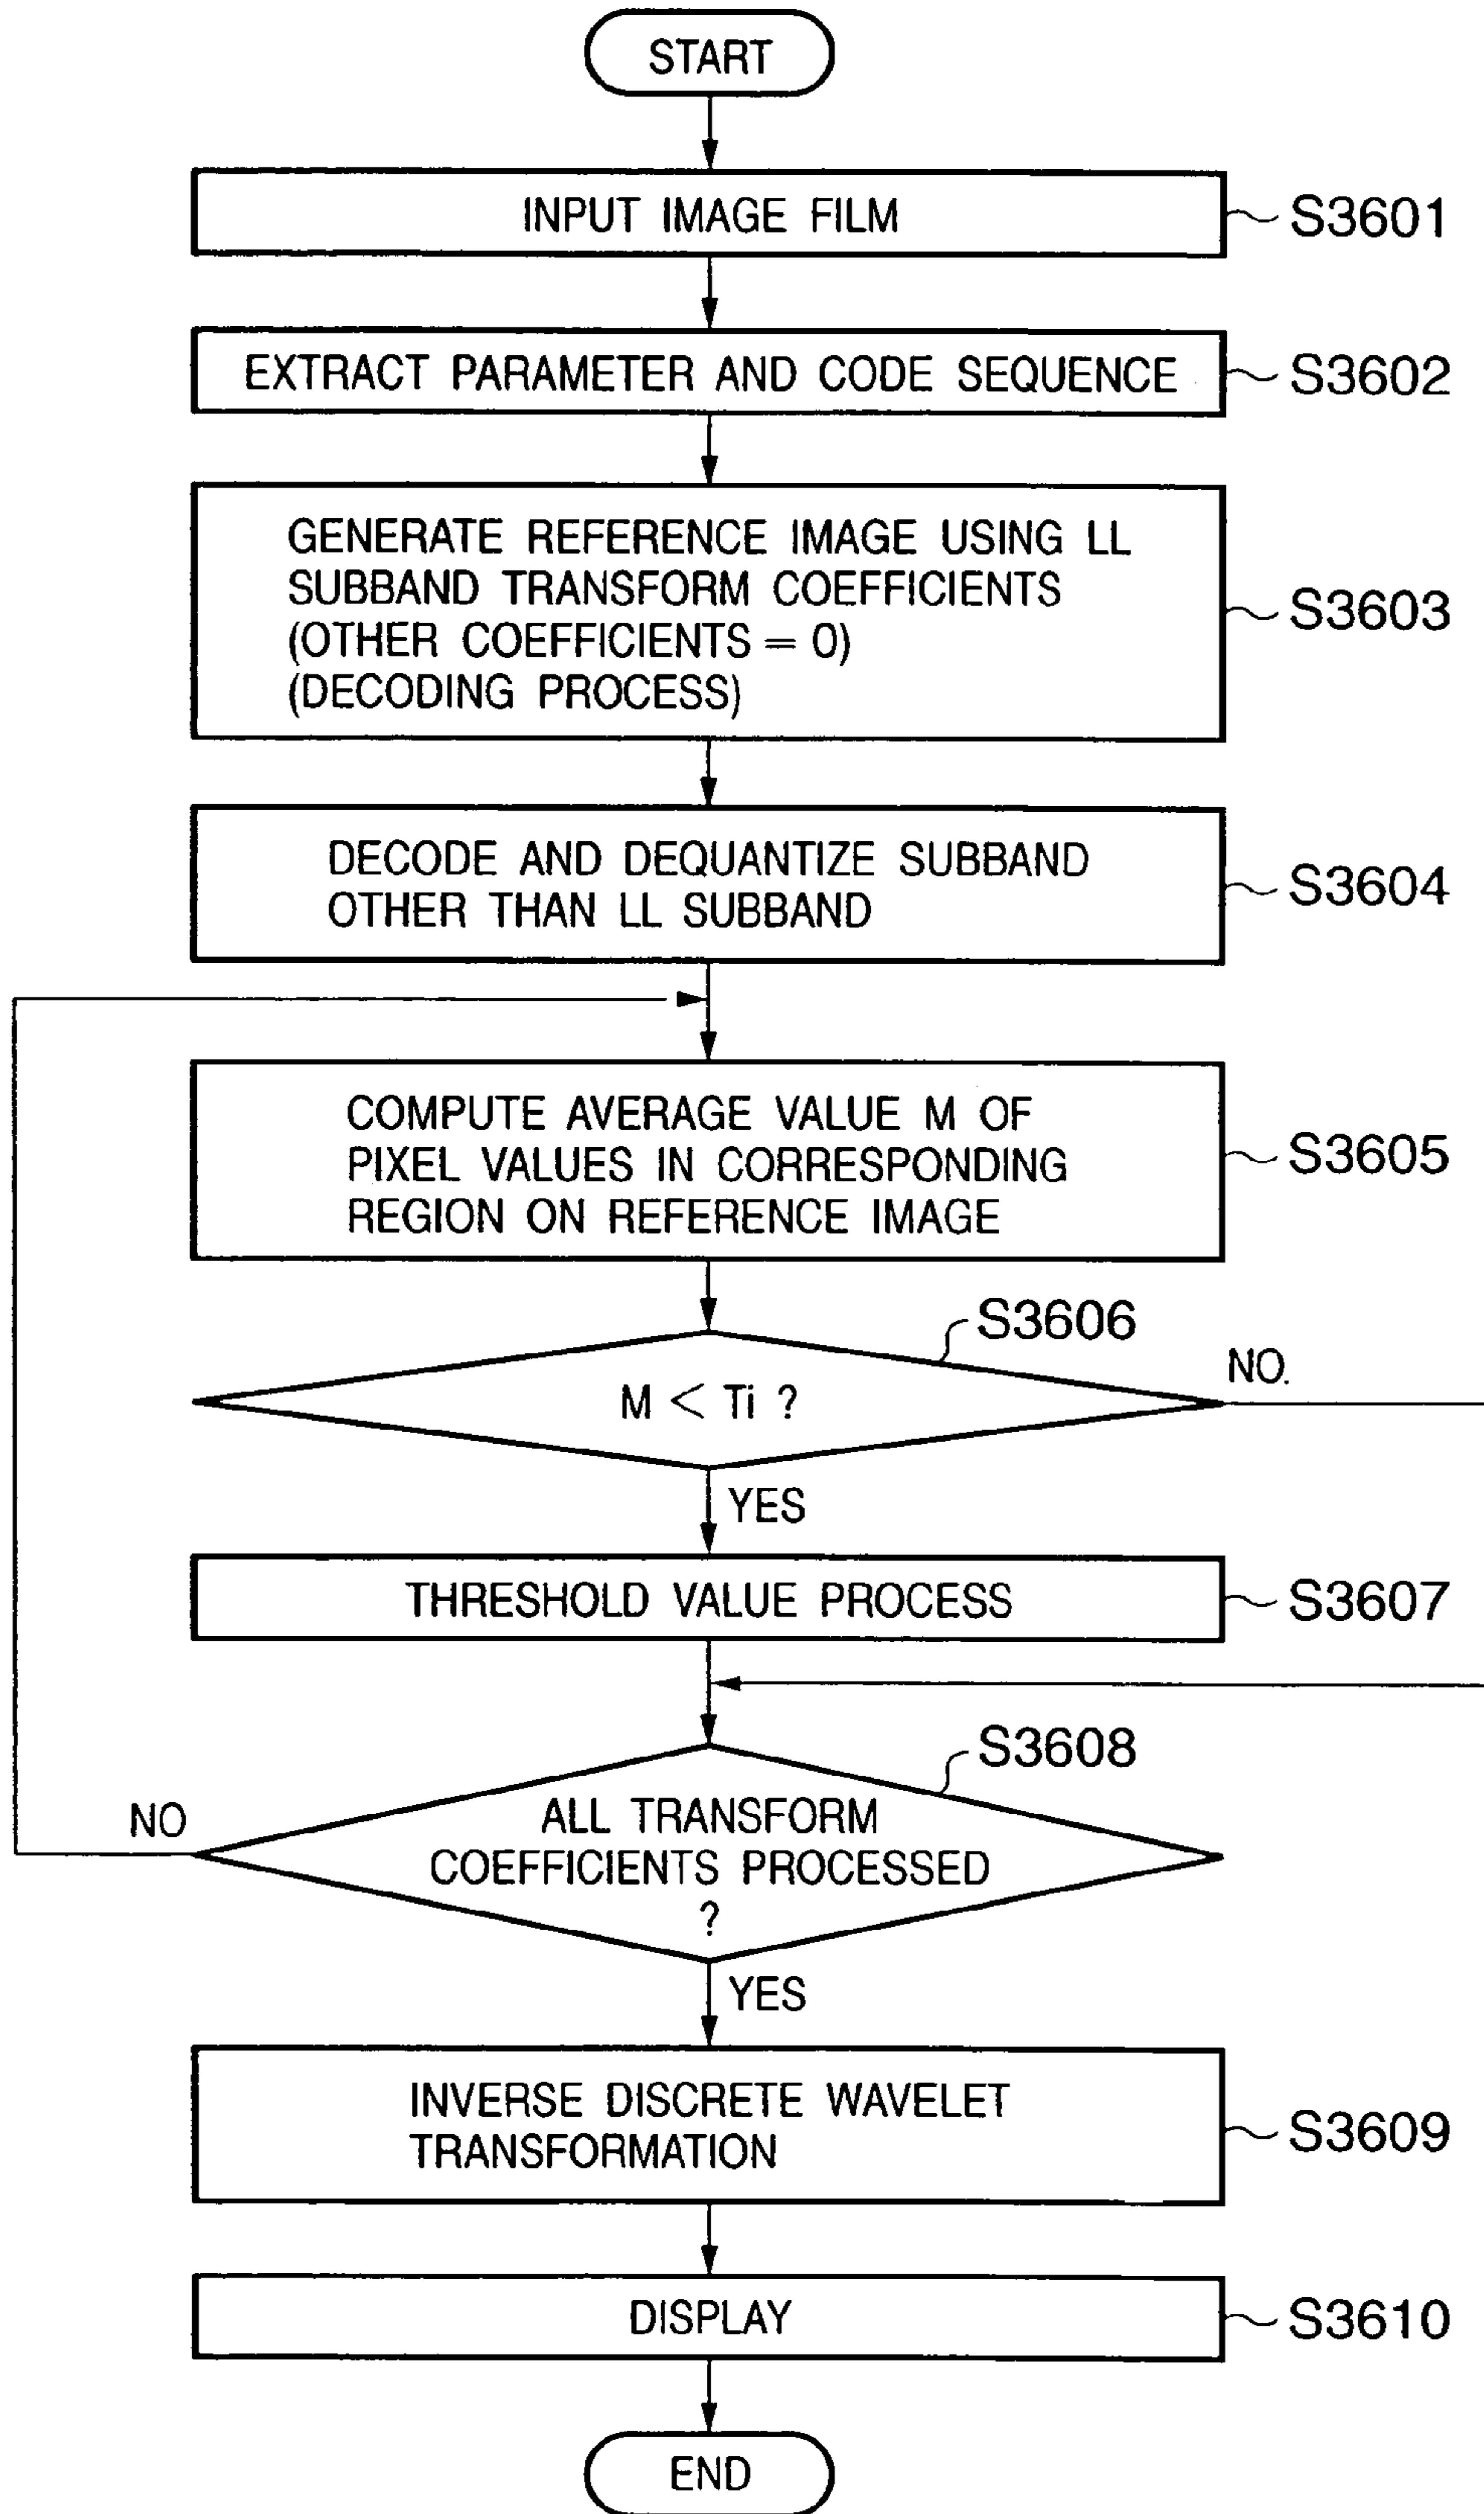 START
INPUT IMAGE FILM
S3601
EXTRACT PARAMETER AND CODE SEQUENCE
S3602
GENERATE REFERENCE IMAGE USING LL
SUBBAND TRANSFORM COEFFICIENTS
(OTHER COEFFICIENTS = 0)
(DECODING PROCESS)
S3603
DECODE AND DEQUANTIZE SUBBAND
OTHER THAN LL SUBBAND
S3604
COMPUTE AVERAGE VALUE M OF
PIXEL VALUES IN CORRESPONDING
REGION ON REFERENCE IMAGE
S3605
S3606
M < Ti ?
NO.
YES
THRESHOLD VALUE PROCESS
S3607
S3608
ALL TRANSFORM
COEFFICIENTS PROCESSED
?
NO
YES
INVERSE DISCRETE WAVELET
TRANSFORMATION
S3609
DISPLAY
S3610
END